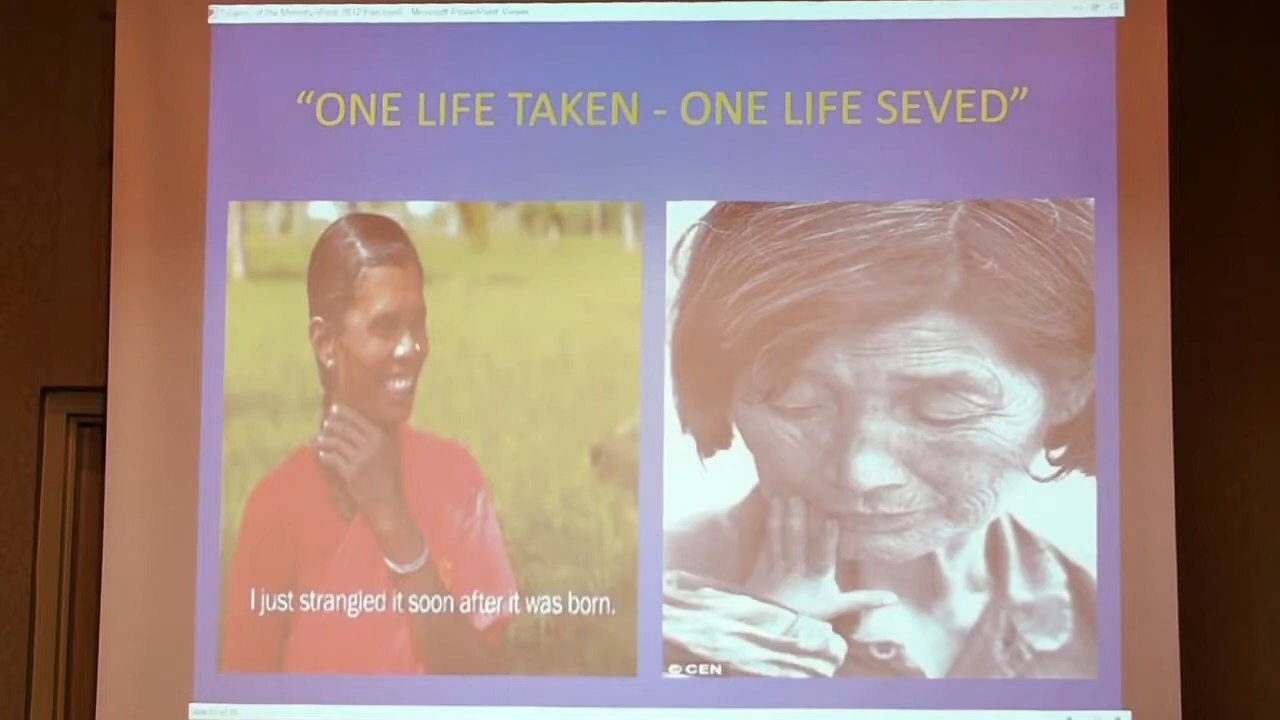 “ONE LIFE TAKEN - ONE LIFE SEVED”
I just strangled it soon after it was born.
© CEN